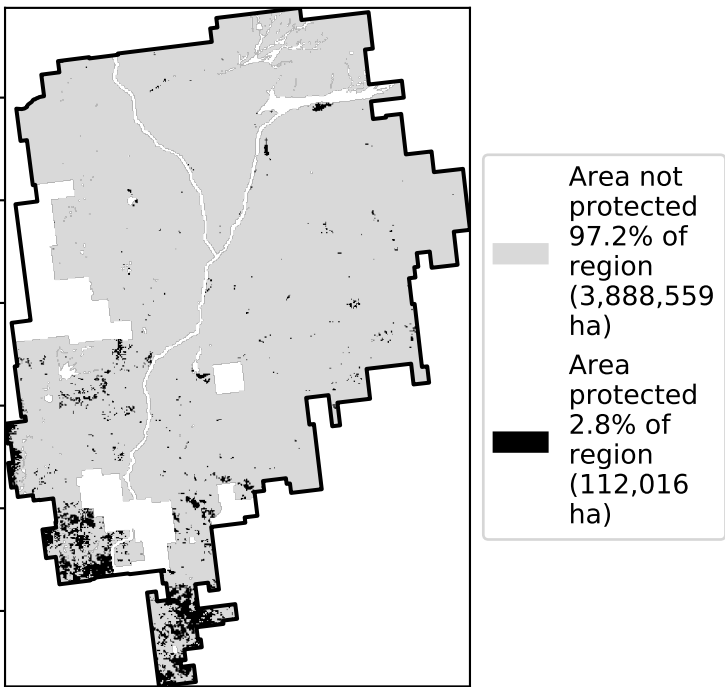 Area not
protected
97.2% of
region
(3,888,559
ha)
Area
protected
2.8% of
region
(112,016
ha)